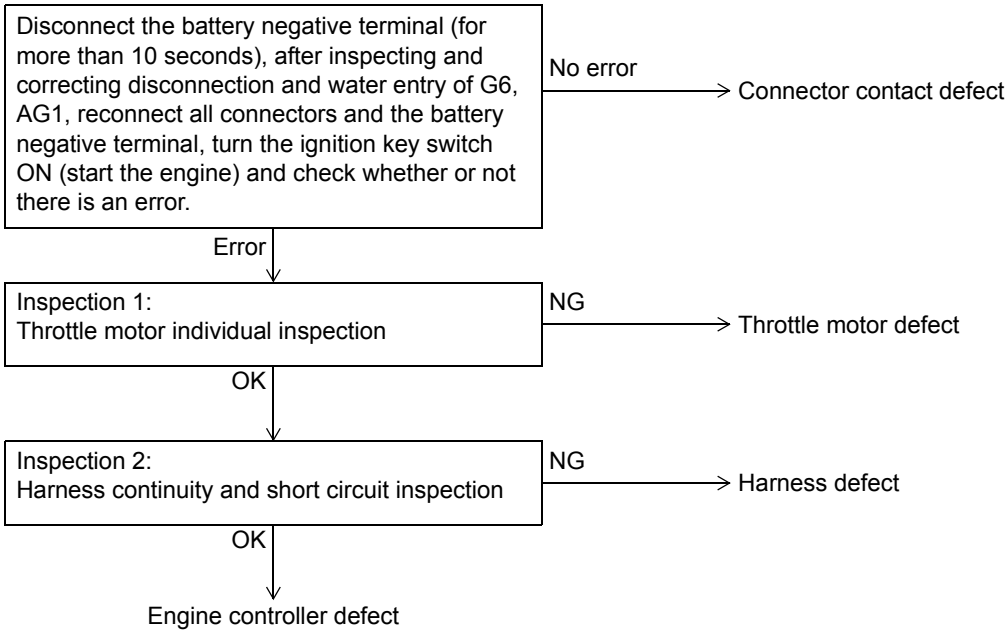 Disconnect the battery negative terminal (for
more than 10 seconds), after inspecting and
correcting disconnection and water entry of G6,
AG1, reconnect all connectors and the battery
negative terminal, turn the ignition key switch
ON (start the engine) and check whether or not
there is an error.
No error
Connector contact defect
Error
Inspection 1:
Throttle motor individual inspection
NG
Throttle motor defect
OK
Inspection 2:
Harness continuity and short circuit inspection
NG
Harness defect
OK
Engine controller defect